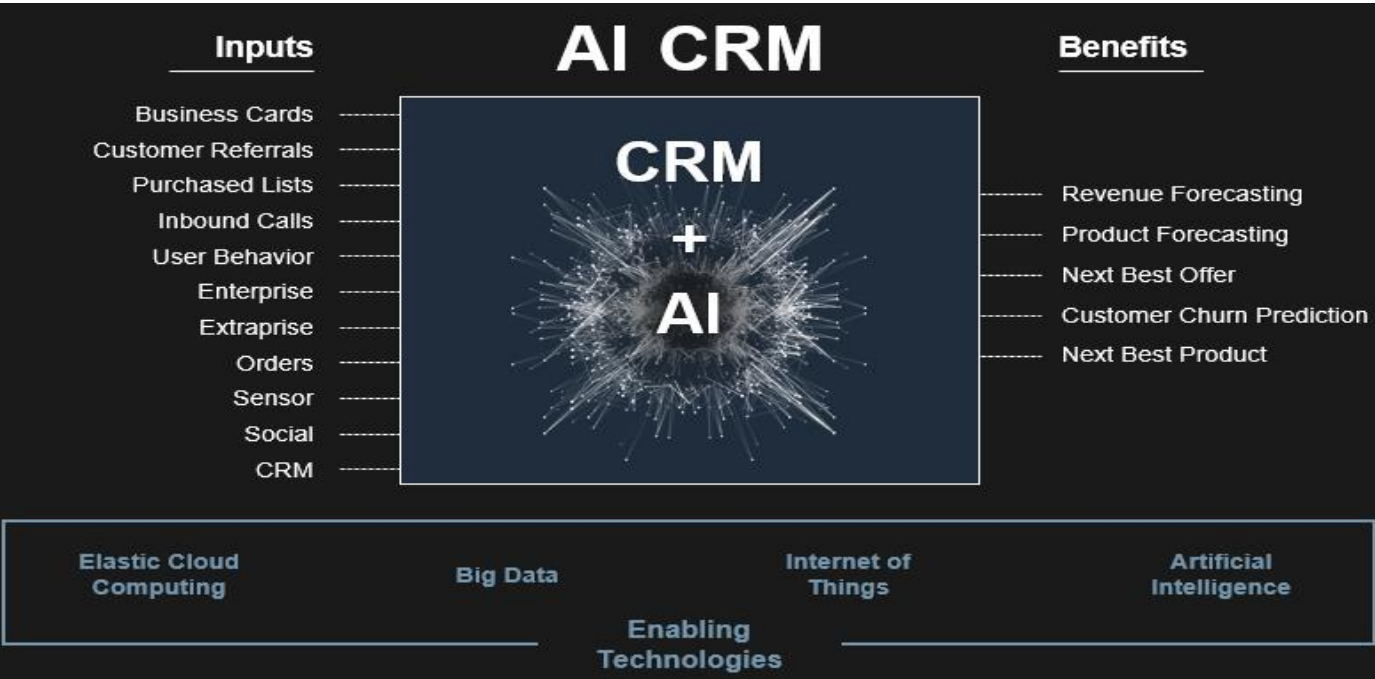 AI CRM
Inputs
Business Cards
Customer Referrals
Purchased Lists
Inbound Calls
User Behavior
Enterprise
Extraprise
Orders
Sensor
Social
CRM
CRM
+
AI
Benefits
Revenue Forecasting
Product Forecasting
Next Best Offer
Customer Churn Prediction
Next Best Product
Elastic Cloud
Computing
Big Data
Internet of
Things
Artificial
Intelligence
Enabling
Technologies